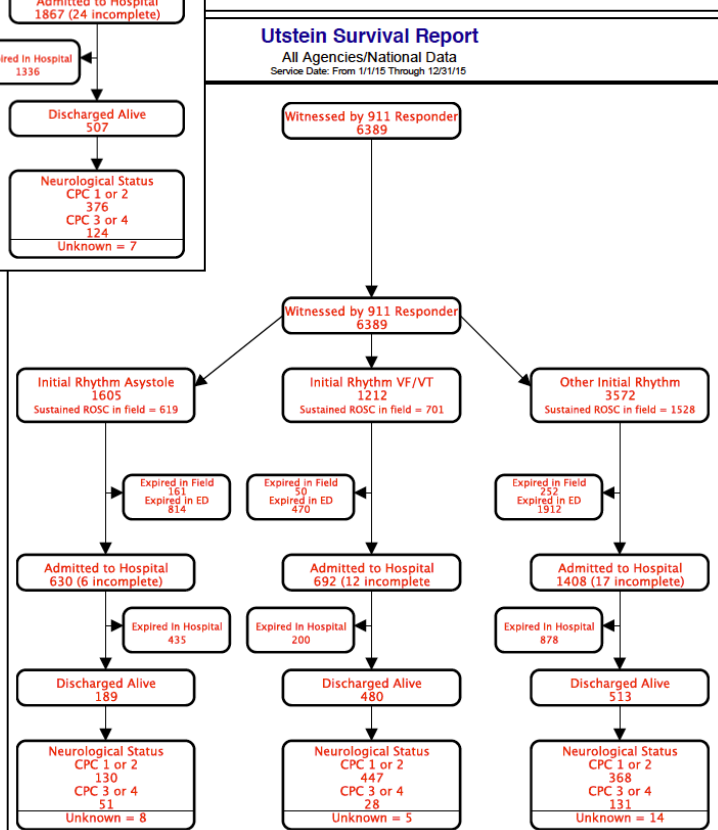 Admitted to Hospital
1867 (24 incomplete)
In Hospital
1336
Discharged Alive
507
Neurological Status
CPC 1 or 2
376
CPC 3 or 4
124
Unknown = 7
Utstein Survival Report
All Agencies/National Data
Service Date: From 1/1/15 Through 12/31/15
Witnessed by 911 Responder
6389
Witnessed by 911 Responder
6389
Initial Rhythm Asystole
1605
Sustained ROSC in field = 619
Initial Rhythm VF/VT
1212
Sustained ROSC in field = 701
Other Initial Rhythm
3572
Sustained ROSC in field = 1528
Expired in Field
161
Expired in ED
814
Expired in Field
50
Expired in ED
470
Expired in Field
252
Expired in ED
1912
Admitted to Hospital
630 (6 incomplete)
Admitted to Hospital
692 (12 incomplete
Admitted to Hospital
1408 (17 incomplete)
Expired In Hospital
435
Expired In Hospital
200
Expired In Hospital
878
Discharged Alive
189
Discharged Alive
480
Discharged Alive
513
Neurological Status
CPC 1 or 2
130
CPC 3 or 4
51
Unknown = 8
Neurological Status
CPC 1 or 2
447
CPC 3 or 4
28
Unknown = 5
Neurological Status
CPC 1 or 2
368
CPC 3 or 4
131
Unknown = 14